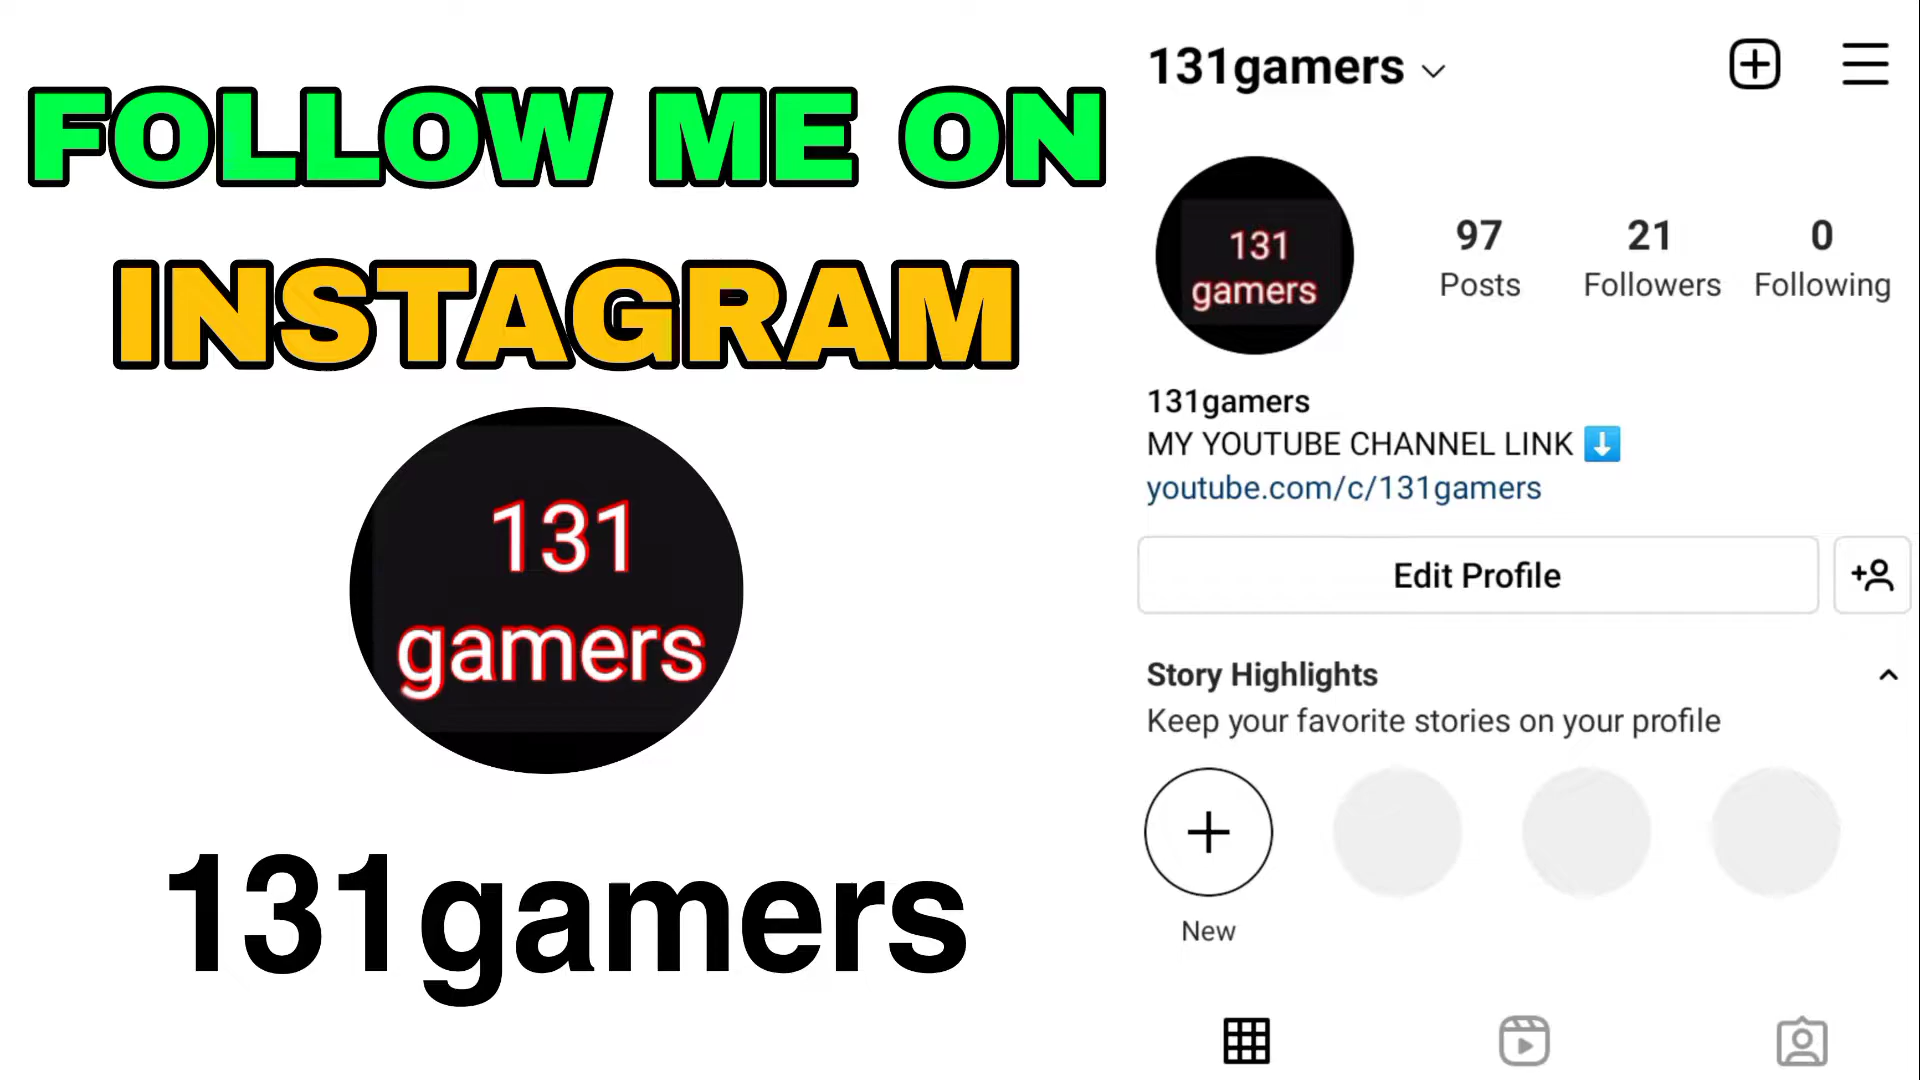 FOLLOW ME ON
INSTAGRAM
131
gamers
131gamers
131gamers
131
gamers
97
Posts
21
Followers
0
Following
131gamers
MY YOUTUBE CHANNEL LINK ⬇️
youtube.com/c/131gamers
Edit Profile
Story Highlights
Keep your favorite stories on your profile
New